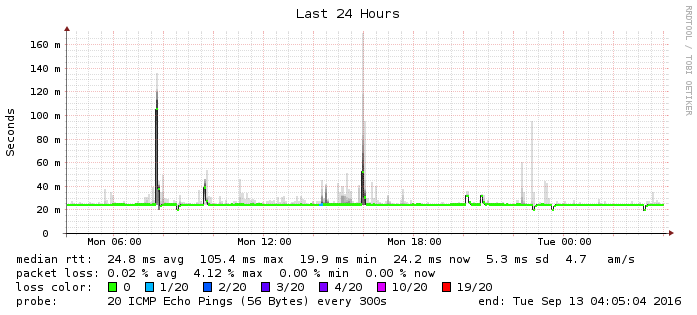 Last 24 Hours
RRDTOOL / TOBI OETIKER
Seconds
160 m
140 m
120 m
100 m
80 m
60 m
40 m
20 m
0
Mon 06:00 Mon 12:00 Mon 18:00 Tue 00:00
median rtt: 24.8 ms avg 105.4 ms max 19.9 ms min 24.2 ms now 5.3 ms sd 4.7 am/s
packet loss: 0.02 % avg 4.12 % max 0.00 % min 0.00 % now
loss color: 0 1/20 2/20 3/20 4/20 10/20 19/20
probe: 20 ICMP Echo Pings (56 Bytes) every 300s end: Tue Sep 13 04:05:04 2016